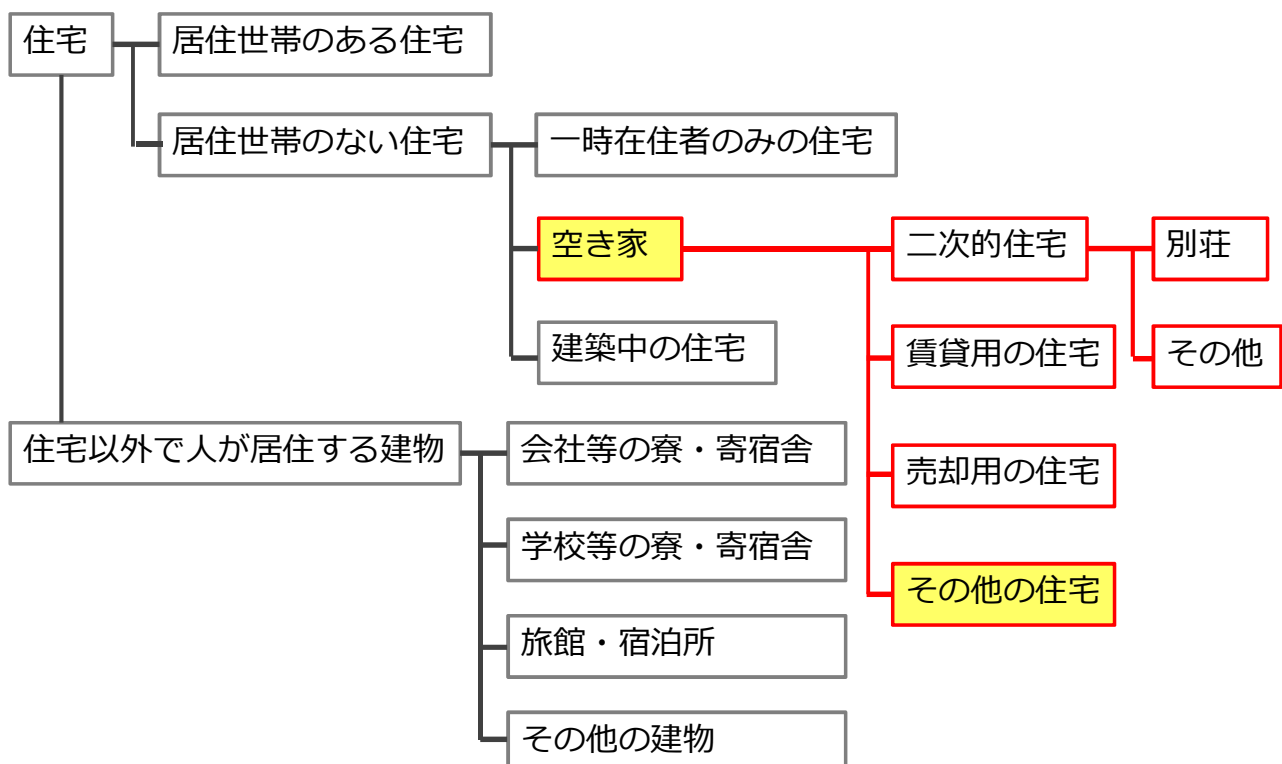 住宅
居住世帯のある住宅
居住世帯のない住宅
一時在住者のみの住宅
空き家
二次的住宅
別荘
建築中の住宅
賃貸用の住宅
その他
住宅以外で人が居住する建物
会社等の寮・寄宿舎
売却用の住宅
学校等の寮・寄宿舎
その他の住宅
旅館・宿泊所
その他の建物